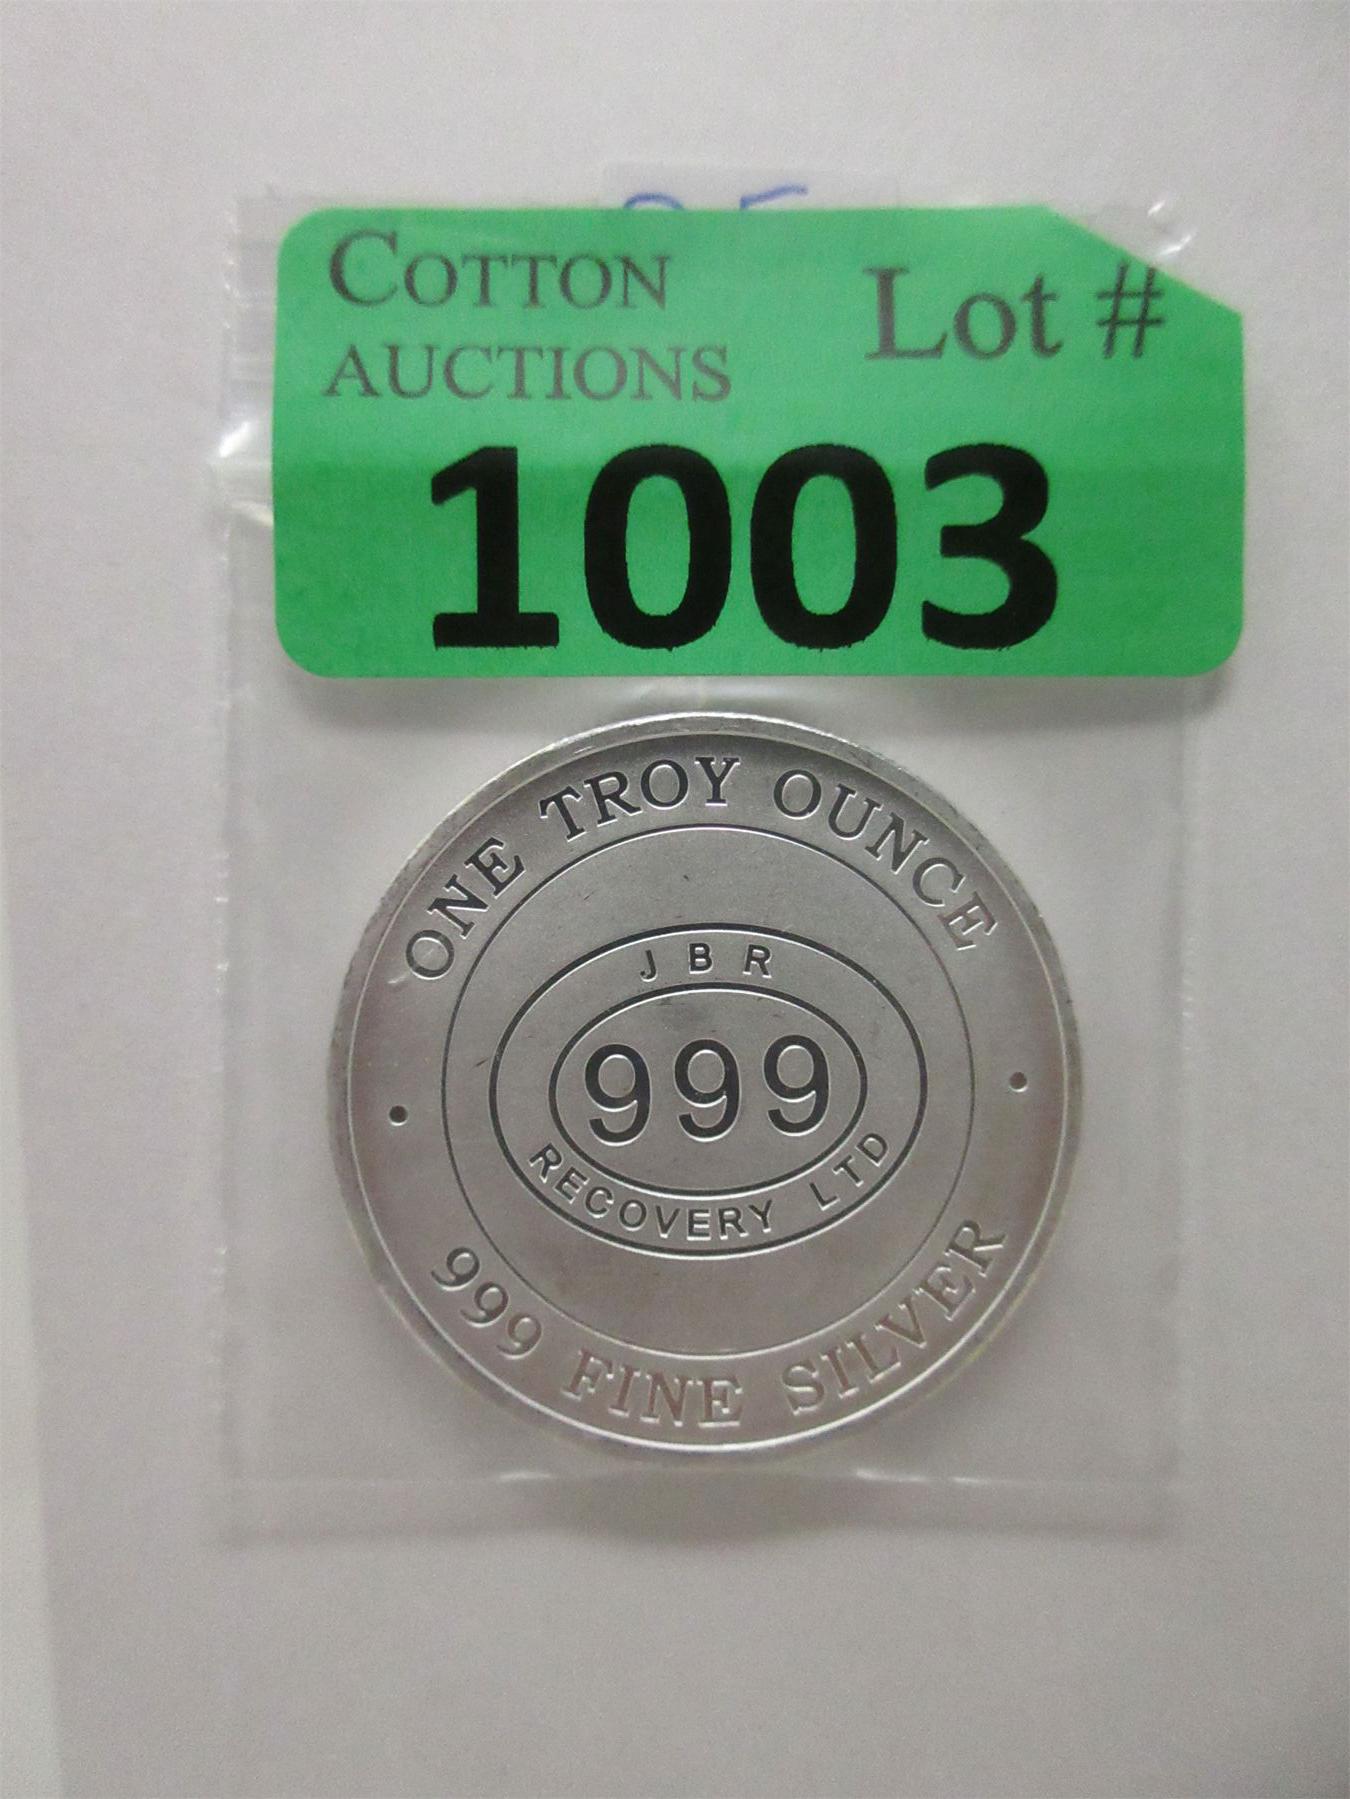 COTTON
AUCTIONS
Lot #
1003
ONE TROY OUNCE
JBR
999
RECOVERY LTD
999 FINE SILVER